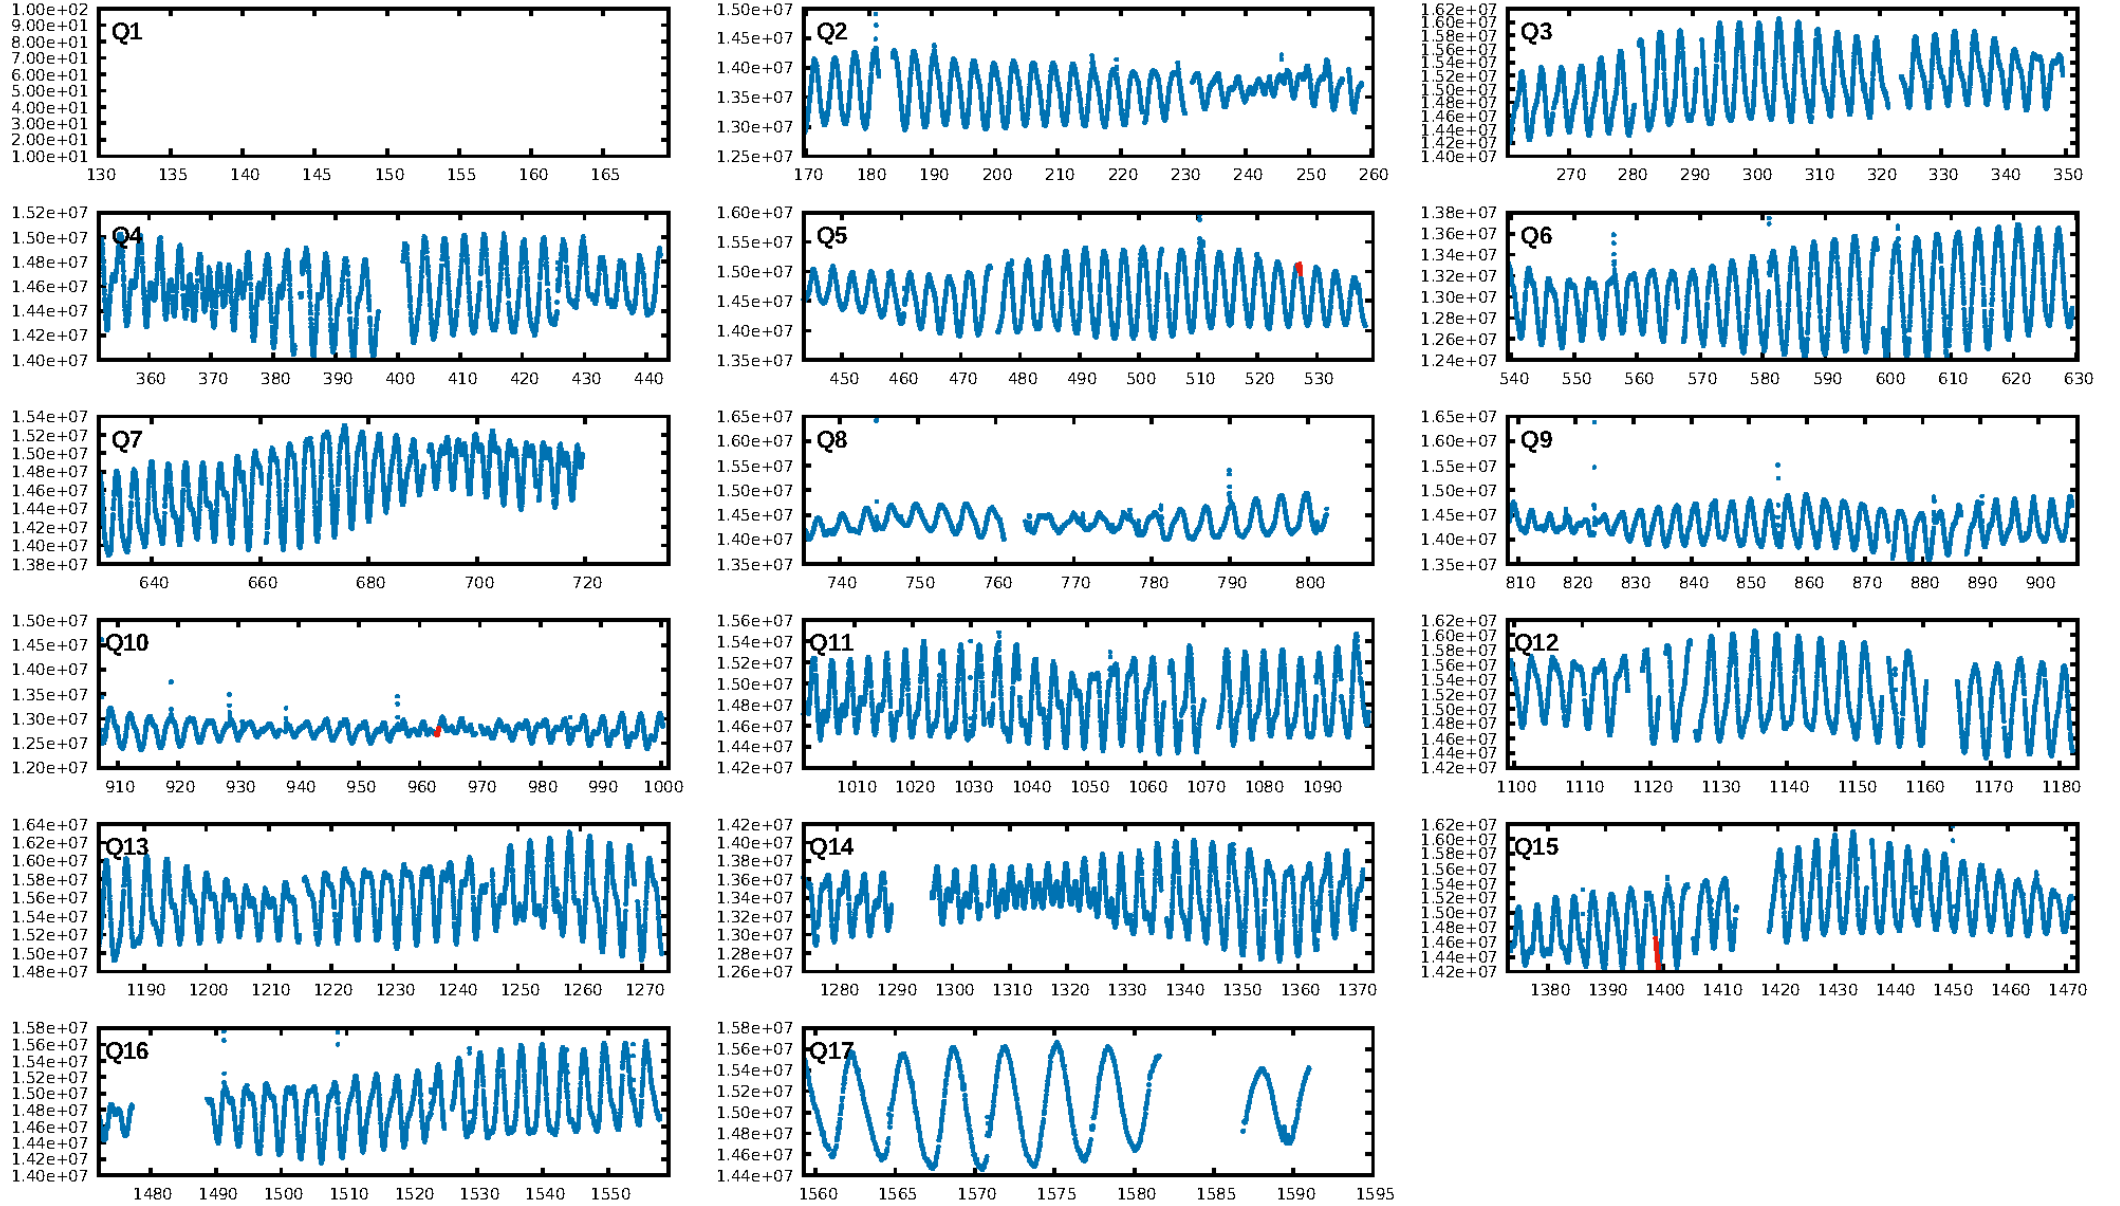 Q1
1.00e+02
9.00e+01
8.00e+01
7.00e+01
6.00e+01
5.00e+01
4.00e+01
3.00e+01
2.00e+01
1.00e+01
130 135 140 145 150 155 160 165
Q2
1.50e+07
1.45e+07
1.40e+07
1.35e+07
1.30e+07
1.25e+07
170 180 190 200 210 220 230 240 250 260
Q3
1.62e+07
1.60e+07
1.58e+07
1.56e+07
1.54e+07
1.52e+07
1.50e+07
1.48e+07
1.46e+07
1.44e+07
1.42e+07
1.40e+07
270 280 290 300 310 320 330 340 350
Q4
1.52e+07
1.50e+07
1.48e+07
1.46e+07
1.44e+07
1.42e+07
1.40e+07
360 370 380 390 400 410 420 430 440
Q5
1.60e+07
1.55e+07
1.50e+07
1.45e+07
1.40e+07
1.35e+07
450 460 470 480 490 500 510 520 530
Q6
1.38e+07
1.36e+07
1.34e+07
1.32e+07
1.30e+07
1.28e+07
1.26e+07
1.24e+07
540 550 560 570 580 590 600 610 620 630
Q7
1.54e+07
1.52e+07
1.50e+07
1.48e+07
1.46e+07
1.44e+07
1.42e+07
1.40e+07
1.38e+07
640 660 680 700 720
Q8
1.65e+07
1.60e+07
1.55e+07
1.50e+07
1.45e+07
1.40e+07
1.35e+07
740 750 760 770 780 790 800
Q9
1.65e+07
1.60e+07
1.55e+07
1.50e+07
1.45e+07
1.40e+07
1.35e+07
810 820 830 840 850 860 870 880 890 900
Q10
1.50e+07
1.45e+07
1.40e+07
1.35e+07
1.30e+07
1.25e+07
1.20e+07
910 920 930 940 950 960 970 980 990 1000
Q11
1.56e+07
1.54e+07
1.52e+07
1.50e+07
1.48e+07
1.46e+07
1.44e+07
1.42e+07
1010 1020 1030 1040 1050 1060 1070 1080 1090
Q12
1.62e+07
1.60e+07
1.58e+07
1.56e+07
1.54e+07
1.52e+07
1.50e+07
1.48e+07
1.46e+07
1.44e+07
1.42e+07
1100 1110 1120 1130 1140 1150 1160 1170 1180
Q13
1.64e+07
1.62e+07
1.60e+07
1.58e+07
1.56e+07
1.54e+07
1.52e+07
1.50e+07
1.48e+07
1190 1200 1210 1220 1230 1240 1250 1260 1270
Q14
1.42e+07
1.40e+07
1.38e+07
1.36e+07
1.34e+07
1.32e+07
1.30e+07
1.28e+07
1.26e+07
1280 1290 1300 1310 1320 1330 1340 1350 1360 1370
Q15
1.62e+07
1.60e+07
1.58e+07
1.56e+07
1.54e+07
1.52e+07
1.50e+07
1.48e+07
1.46e+07
1.44e+07
1.42e+07
1380 1390 1400 1410 1420 1430 1440 1450 1460 1470
Q16
1.58e+07
1.56e+07
1.54e+07
1.52e+07
1.50e+07
1.48e+07
1.46e+07
1.44e+07
1.42e+07
1.40e+07
1480 1490 1500 1510 1520 1530 1540 1550
Q17
1.58e+07
1.56e+07
1.54e+07
1.52e+07
1.50e+07
1.48e+07
1.46e+07
1.44e+07
1560 1565 1570 1575 1580 1585 1590 1595